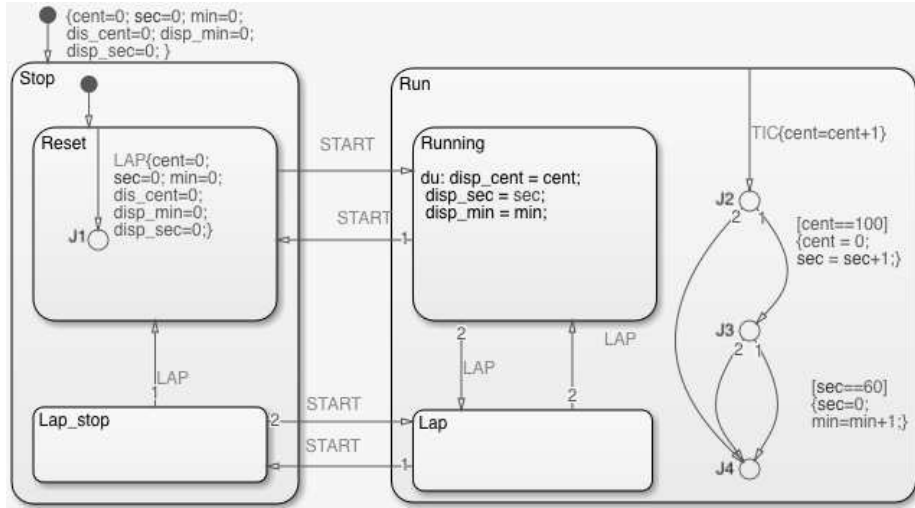 {cent=0; sec=0; min=0;
dis_cent=0; disp_min=0;
disp_sec=0; }
Stop
Run
Reset
LAP{cent=0;
sec=0; min=0;
dis_cent=0;
disp_min=0;
disp_sec=0;}
J1
START
START
1
Running
du: disp_cent = cent;
disp_sec = sec;
disp_min = min;
TIC{cent=cent+1}
J2
2
1
[cent==100]
{cent = 0;
sec = sec+1;}
J3
2
1
[sec==60]
{sec=0;
min=min+1;}
J4
LAP
1
2
LAP
LAP
2
Lap_stop
2
START
START
1
Lap